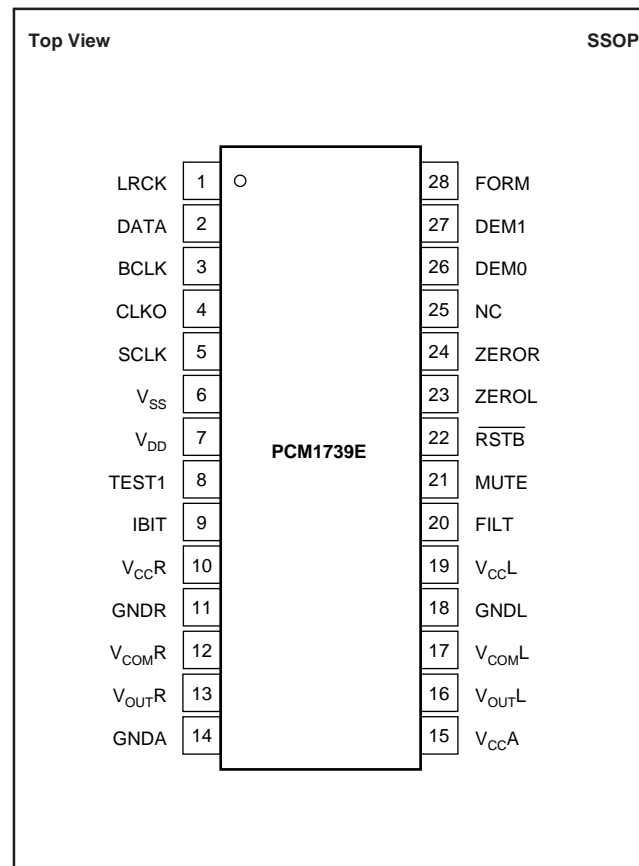 Top View SSOP
LRCK 1 28 FORM
DATA 2 27 DEM1
BCLK 3 26 DEM0
CLKO 4 25 NC
SCLK 5 24 ZEROR
VSS 6 23 ZEROL
VDD 7 22 RSTB
PCM1739E
TEST1 8 21 MUTE
IBIT 9 20 FILT
VCCR 10 19 VCCL
GNDR 11 18 GNDL
VCOMR 12 17 VCOML
VOUTR 13 16 VOUTL
GNDA 14 15 VCCA